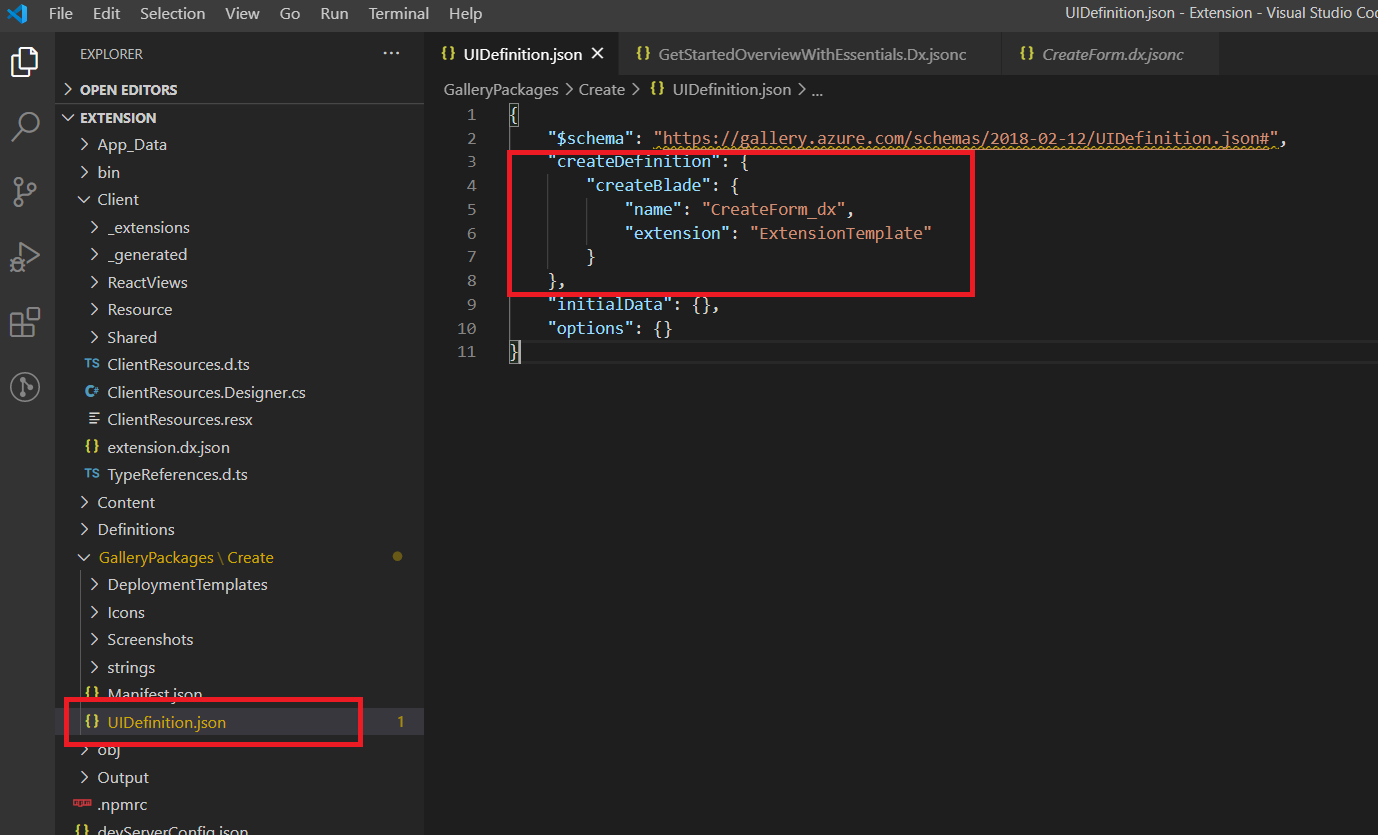 File Edit Selection View Go Run Terminal Help
UIDefinition.json - Extension - Visual Studio Coc
EXPLORER
...
OPEN EDITORS
EXTENSION
App_Data
bin
Client
_extensions
_generated
ReactViews
Resource
Shared
TS ClientResources.d.ts
C# ClientResources.Designer.cs
ClientResources.resx
{} extension.dx.json
TS TypeReferences.d.ts
Content
Definitions
GalleryPackages \ Create
DeploymentTemplates
Icons
Screenshots
strings
{} Manifest.json
{} UIDefinition.json 1
obj
Output
npm .npmrc
{} devServerConfig.json
{} UIDefinition.json ×
{} GetStartedOverviewWithEssentials.Dx.jsonc
{} CreateForm.dx.jsonc
GalleryPackages > Create > {} UIDefinition.json > ...
1 {
2 "$schema": "https://gallery.azure.com/schemas/2018-02-12/UIDefinition.json#",
3 "createDefinition": {
4 "createBlade": {
5 "name": "CreateForm_dx",
6 "extension": "ExtensionTemplate"
7 }
8 },
9 "initialData": {},
10 "options": {}
11 }